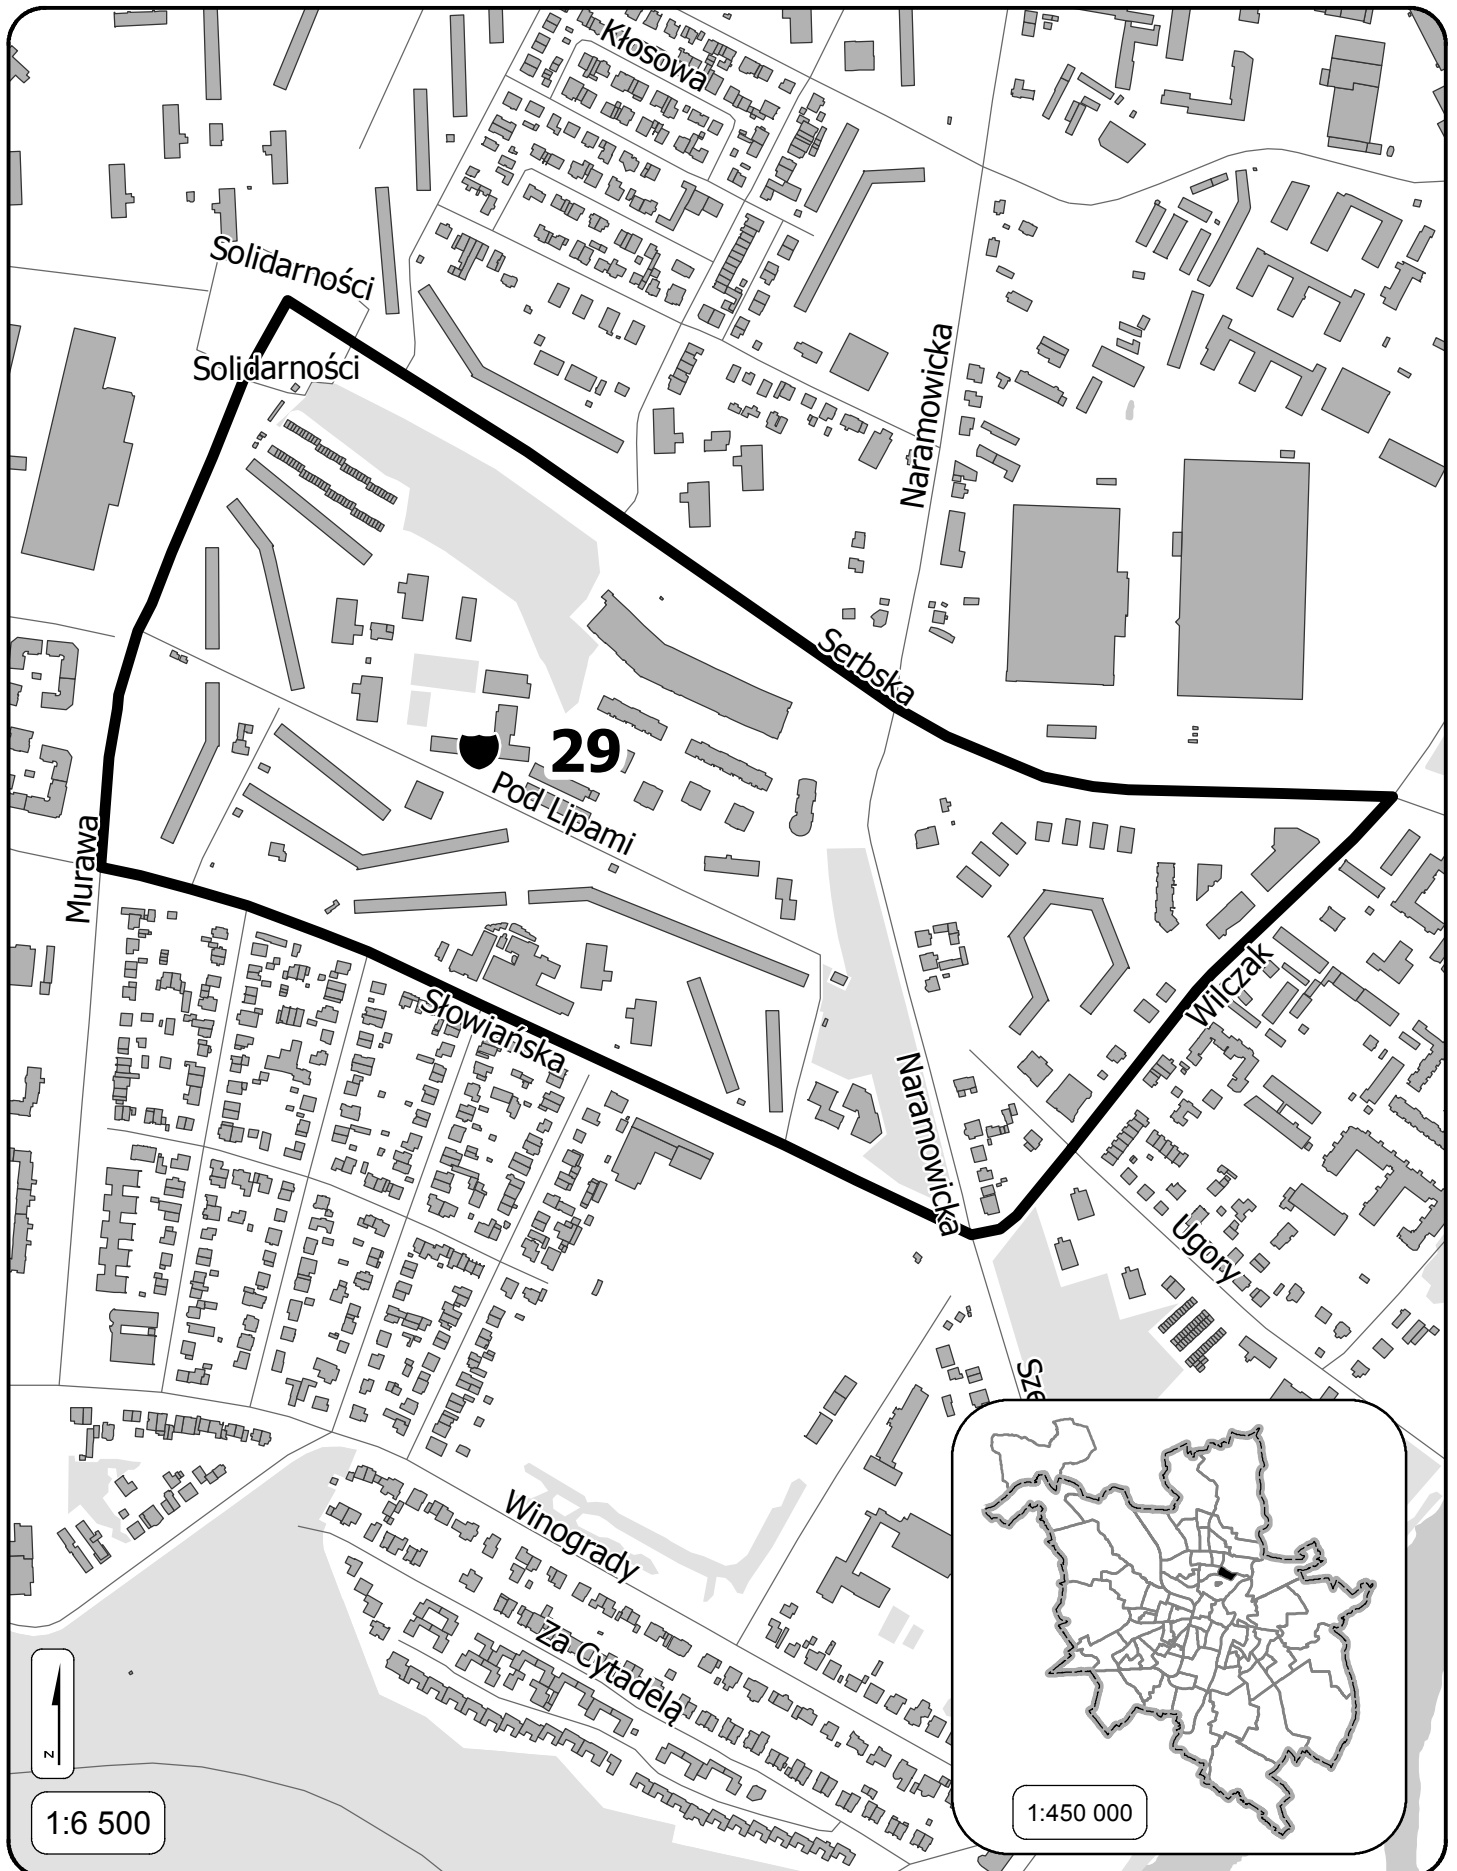 Kłosowa
Solidarności
Solidarności
Naramowicka
Serbska
29
Pod Lipami
Murawa
Wilczak
Słowiańska
Naramowicka
Ugory
Sze
Winogrady
Za Cytadelą
N
1:6 500
1:450 000